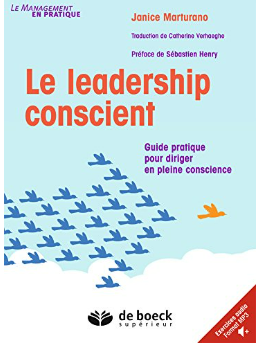 LE MANAGEMENT
EN PRATIQUE
Janice Marturano
Traduction de Catherine Verhaeghe
Préface de Sébastien Henry
Le leadership
conscient
Guide pratique
pour diriger
en pleine conscience
Exercices audio
Format MP3
de boeck
supérieur